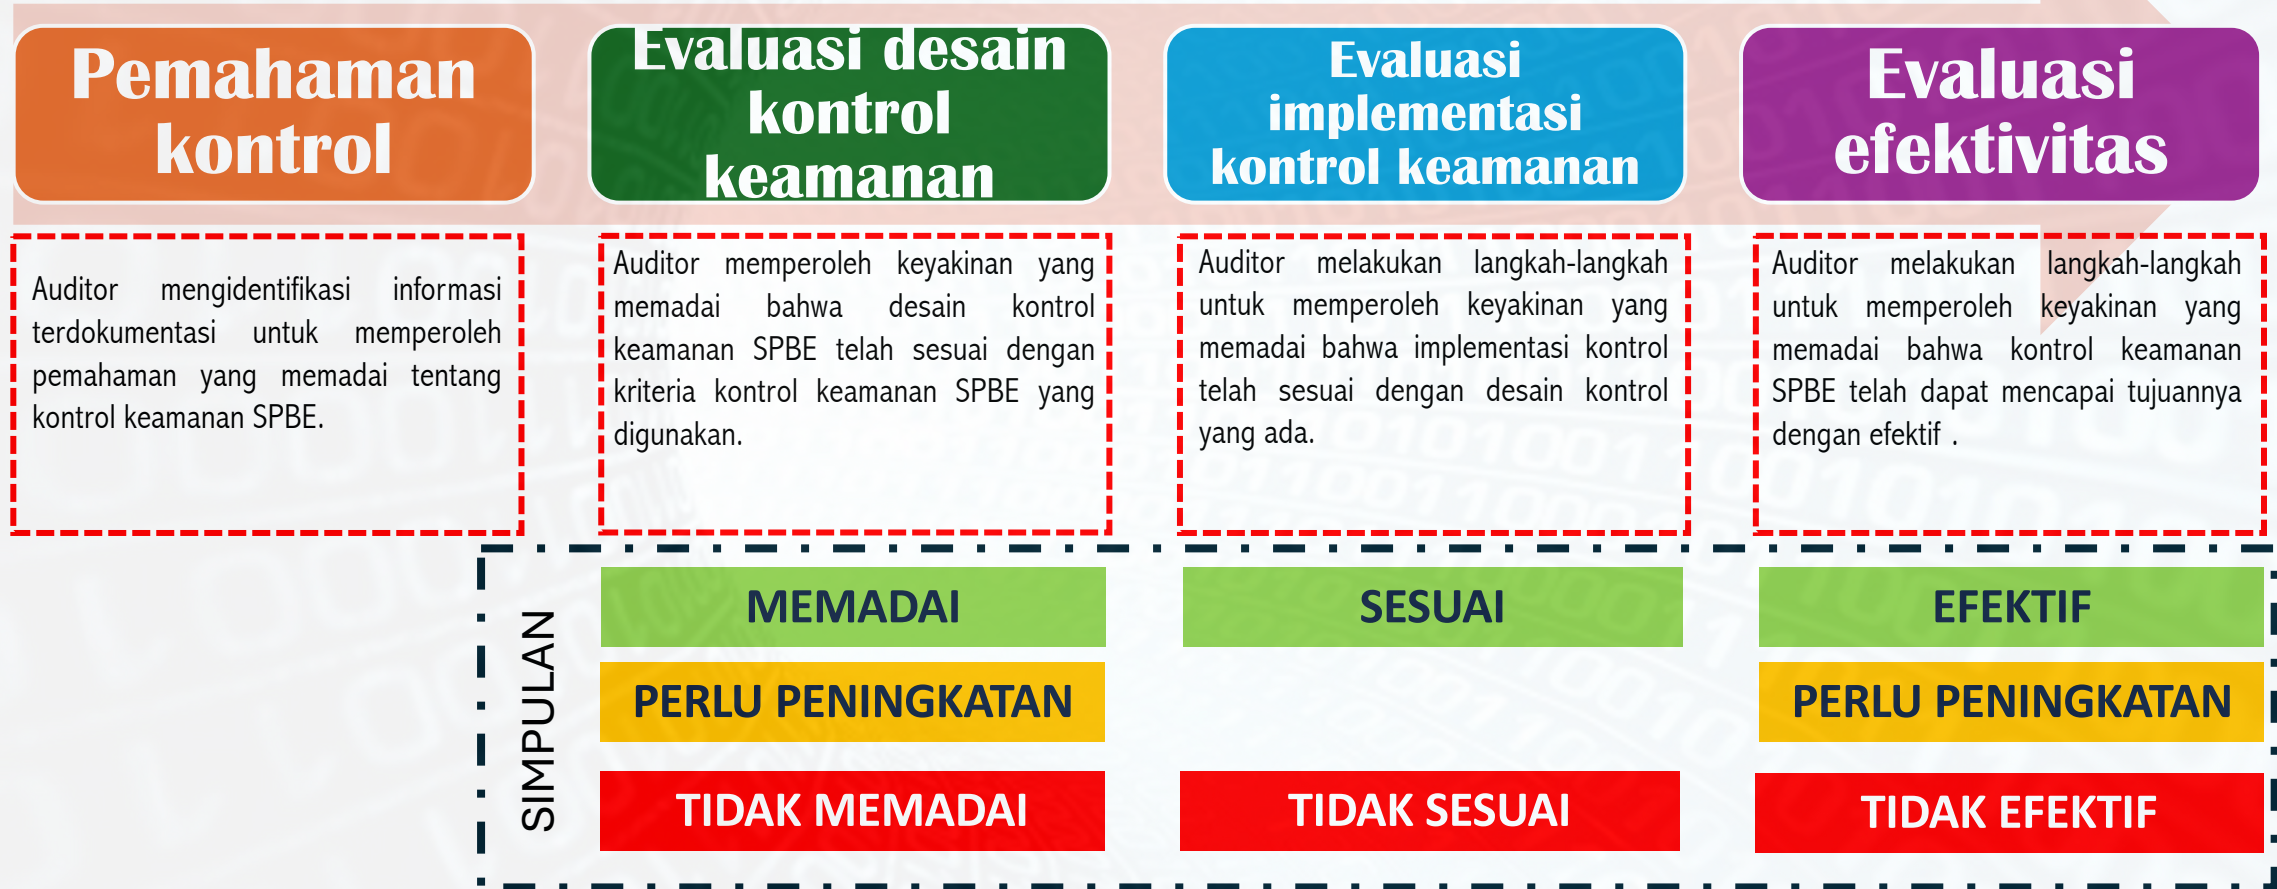 Pemahaman
kontrol
Evaluasi desain
kontrol
keamanan
Evaluasi
implementasi
kontrol keamanan
Evaluasi
efektivitas
Auditor mengidentifikasi informasi
terdokumentasi untuk memperoleh
pemahaman yang memadai tentang
kontrol keamanan SPBE.
Auditor memperoleh keyakinan yang
memadai bahwa desain kontrol
keamanan SPBE telah sesuai dengan
kriteria kontrol keamanan SPBE yang
digunakan.
Auditor melakukan langkah-langkah
untuk memperoleh keyakinan yang
memadai bahwa implementasi kontrol
telah sesuai dengan desain kontrol
yang ada.
Auditor melakukan langkah-langkah
untuk memperoleh keyakinan yang
memadai bahwa kontrol keamanan
SPBE telah dapat mencapai tujuannya
dengan efektif .
SIMPULAN
MEMADAI
SESUAI
EFEKTIF
PERLU PENINGKATAN
PERLU PENINGKATAN
TIDAK MEMADAI
TIDAK SESUAI
TIDAK EFEKTIF